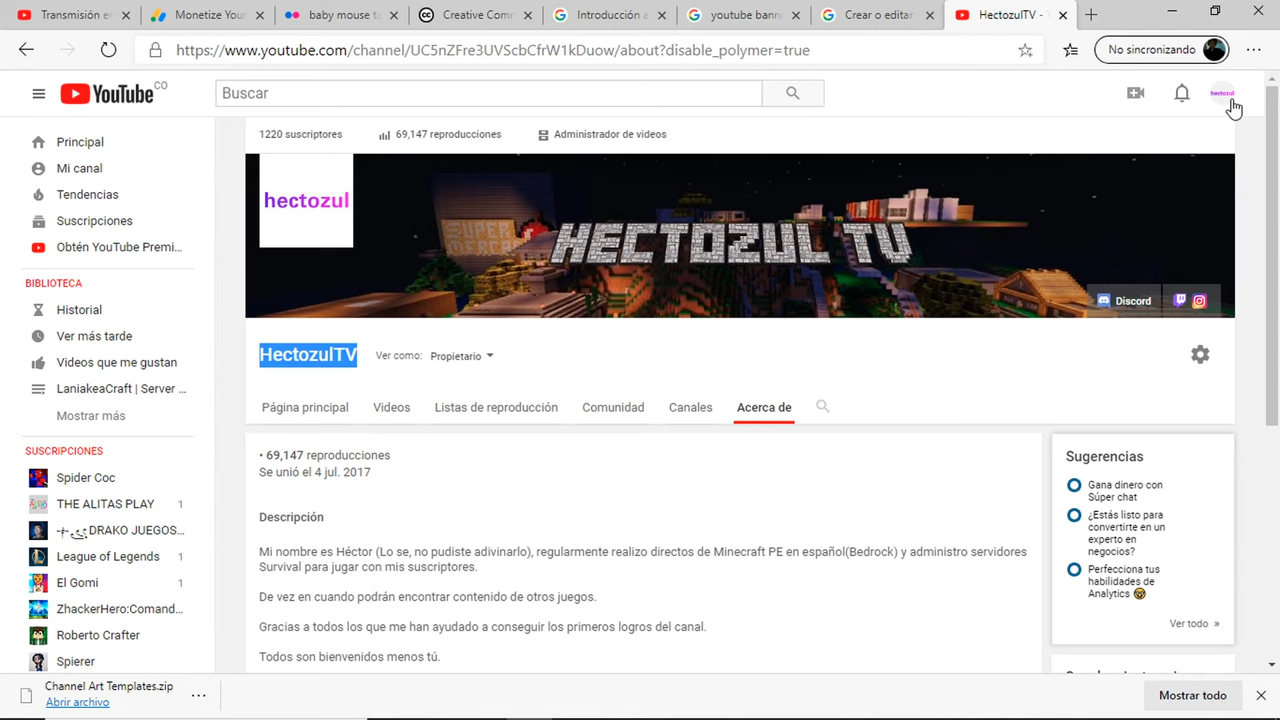 Transmisión en
Monetize You
baby mouse ta
Creative Com
Introducción a
youtube bann
Crear o editar
HectozulTV -
https://www.youtube.com/channel/UC5nZFre3UVScbCfrW1kDuow/about?disable_polymer=true
No sincronizando
YouTube CO
Buscar
hectozul
Principal
Mi canal
Tendencias
Suscripciones
Obtén YouTube Premi...
BIBLIOTECA
Historial
Ver más tarde
Videos que me gustan
LaniakeaCraft | Server ...
Mostrar más
SUSCRIPCIONES
Spider Coc
THE ALITAS PLAY 1
DRAKO JUEGOS...
League of Legends 1
El Gomi 1
ZhackerHero:Comand...
Roberto Crafter
Spierer
1220 suscriptores
69,147 reproducciones
Administrador de videos
hectozul
HECTOZUL TV
Discord
HectozulTV
Ver como: Propietario
Página principal
Videos
Listas de reproducción
Comunidad
Canales
Acerca de
• 69,147 reproducciones
Se unió el 4 jul. 2017
Descripción
Mi nombre es Héctor (Lo se, no pudiste adivinarlo), regularmente realizo directos de Minecraft PE en español(Bedrock) y administro servidores
Survival para jugar con mis suscriptores.
De vez en cuando podrán encontrar contenido de otros juegos.
Gracias a todos los que me han ayudado a conseguir los primeros logros del canal.
Todos son bienvenidos menos tú.
Sugerencias
Gana dinero con
Súper chat
¿Estás listo para
convertirte en un
experto en
negocios?
Perfecciona tus
habilidades de
Analytics 🤓
Ver todo »
Channel Art Templates.zip
Abrir archivo
Mostrar todo